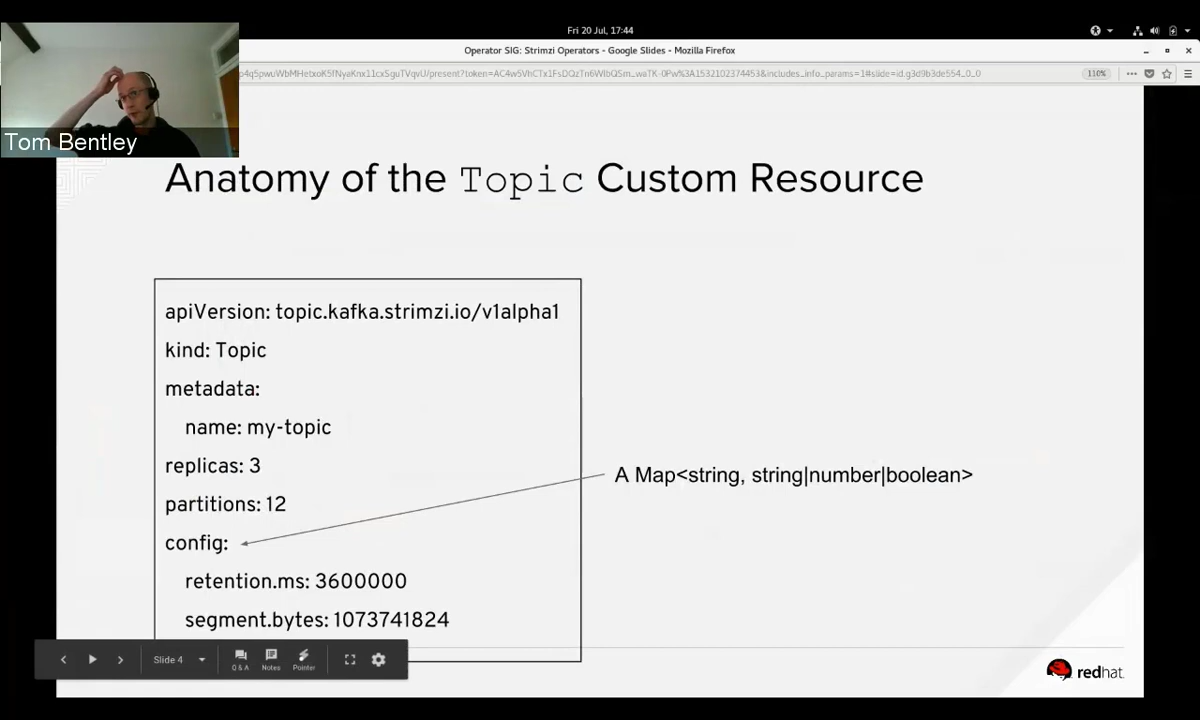 Fri 20 Jul, 17:44
Operator SIG: Strimzi Operators - Google Slides - Mozilla Firefox
110%
Tom Bentley
Anatomy of the Topic Custom Resource
apiVersion: topic.kafka.strimzi.io/v1alpha1
kind: Topic
metadata:
name: my-topic
replicas: 3
partitions: 12
config:
A Map<string, string|number|boolean>
retention.ms: 3600000
segment.bytes: 1073741824
Slide 4
Q & A
Notes
Pointer
redhat.